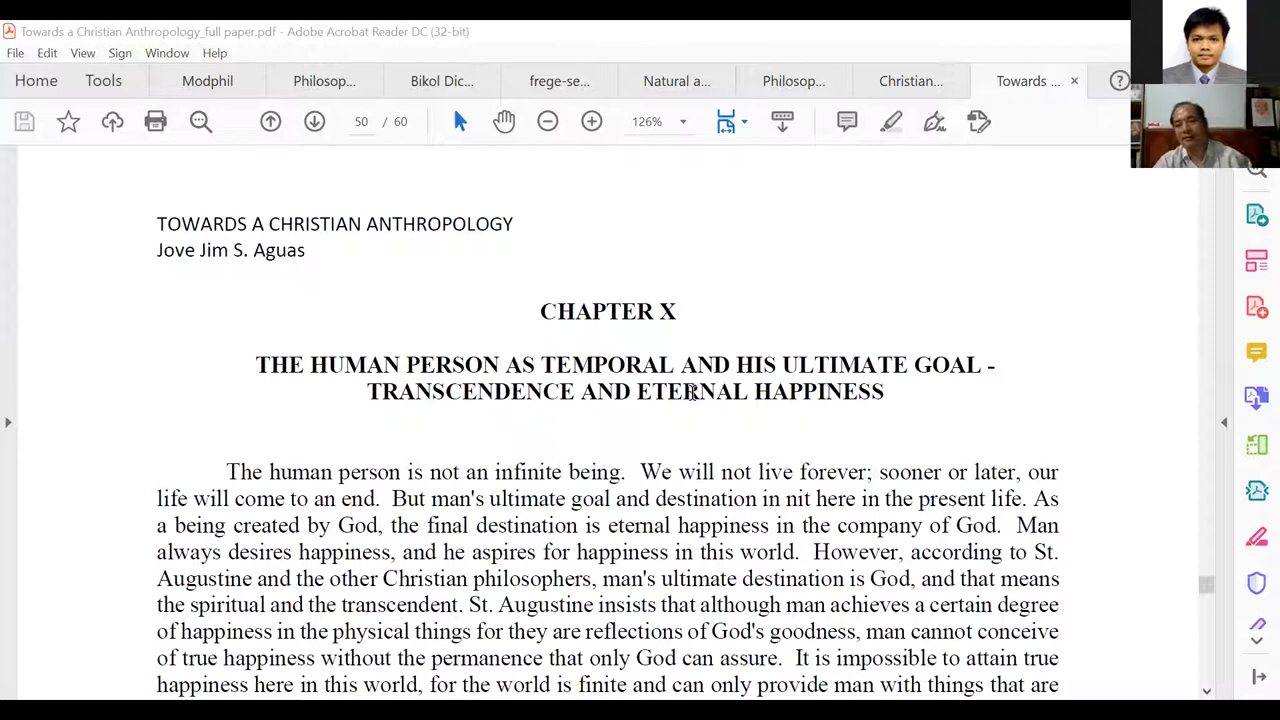 Towards a Christian Anthropology_full paper.pdf - Adobe Acrobat Reader DC (32-bit)
File Edit View Sign Window Help
Home Tools Modphil Philosop... Bikol Dic... frege-se... Natural a... Philosop... Christian... Towards ... ×
50 / 60 126%
TOWARDS A CHRISTIAN ANTHROPOLOGY
Jove Jim S. Aguas
CHAPTER X
THE HUMAN PERSON AS TEMPORAL AND HIS ULTIMATE GOAL -
TRANSCENDENCE AND ETERNAL HAPPINESS
The human person is not an infinite being. We will not live forever; sooner or later, our
life will come to an end. But man's ultimate goal and destination in nit here in the present life. As
a being created by God, the final destination is eternal happiness in the company of God. Man
always desires happiness, and he aspires for happiness in this world. However, according to St.
Augustine and the other Christian philosophers, man's ultimate destination is God, and that means
the spiritual and the transcendent. St. Augustine insists that although man achieves a certain degree
of happiness in the physical things for they are reflections of God's goodness, man cannot conceive
of true happiness without the permanence that only God can assure. It is impossible to attain true
happiness here in this world, for the world is finite and can only provide man with things that are